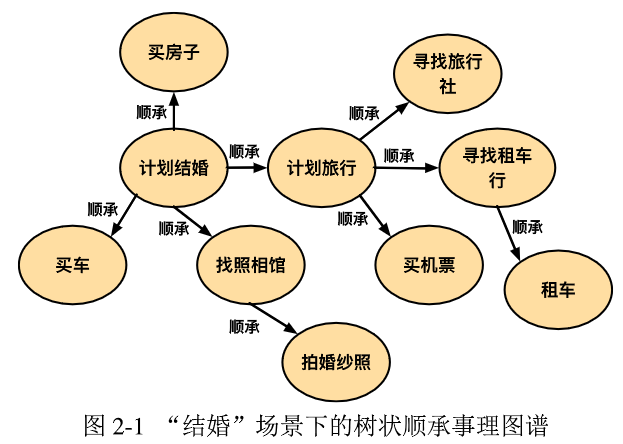 买房子
寻找旅行
社
顺承
顺承
计划结婚
顺承
计划旅行
顺承
寻找租车
行
顺承
顺承
顺承
顺承
买车
找照相馆
买机票
租车
顺承
拍婚纱照
图 2-1 “结婚”场景下的树状顺承事理图谱